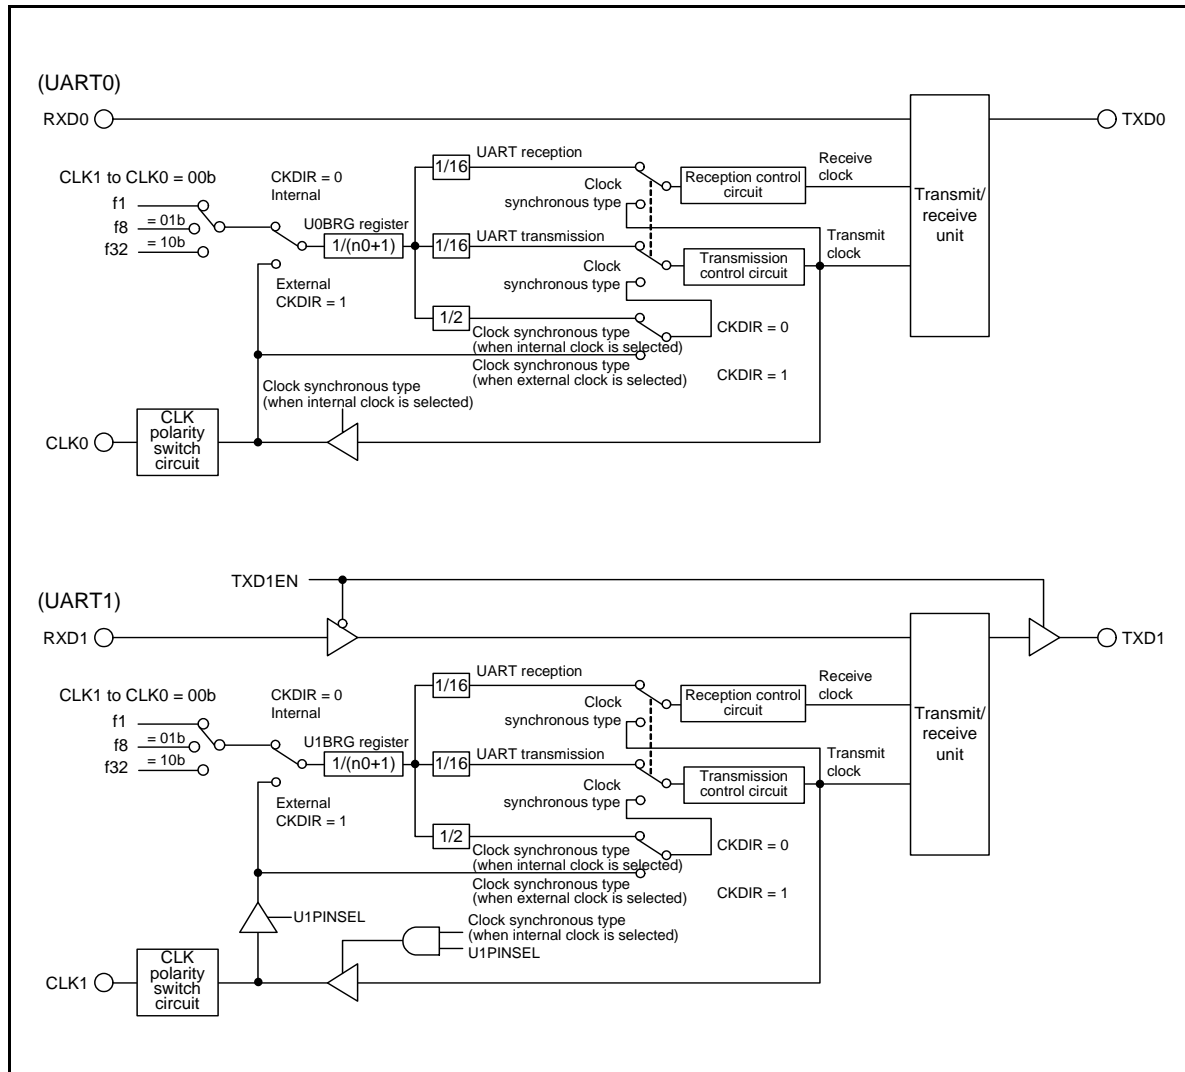 (UART0)
RXD0
TXD0
CLK1 to CLK0 = 00b
f1
f8
= 01b
f32
= 10b
CKDIR = 0
Internal
External
CKDIR = 1
U0BRG register
1/(n0+1)
1/16
UART reception
1/16
UART transmission
1/2
Clock
synchronous type
Clock
synchronous type
Clock synchronous type
(when internal clock is selected)
Clock synchronous type
(when external clock is selected)
CKDIR = 0
CKDIR = 1
Reception control
circuit
Receive
clock
Transmission
control circuit
Transmit
clock
Transmit/
receive
unit
Clock synchronous type
(when internal clock is selected)
CLK0
CLK
polarity
switch
circuit
TXD1EN
(UART1)
RXD1
TXD1
CLK1 to CLK0 = 00b
f1
f8
= 01b
f32
= 10b
CKDIR = 0
Internal
External
CKDIR = 1
U1BRG register
1/(n0+1)
1/16
UART reception
1/16
UART transmission
1/2
Clock
synchronous type
Clock
synchronous type
Clock synchronous type
(when internal clock is selected)
Clock synchronous type
(when external clock is selected)
CKDIR = 0
CKDIR = 1
Reception control
circuit
Receive
clock
Transmission
control circuit
Transmit
clock
Transmit/
receive
unit
U1PINSEL
Clock synchronous type
(when internal clock is selected)
U1PINSEL
CLK1
CLK
polarity
switch
circuit